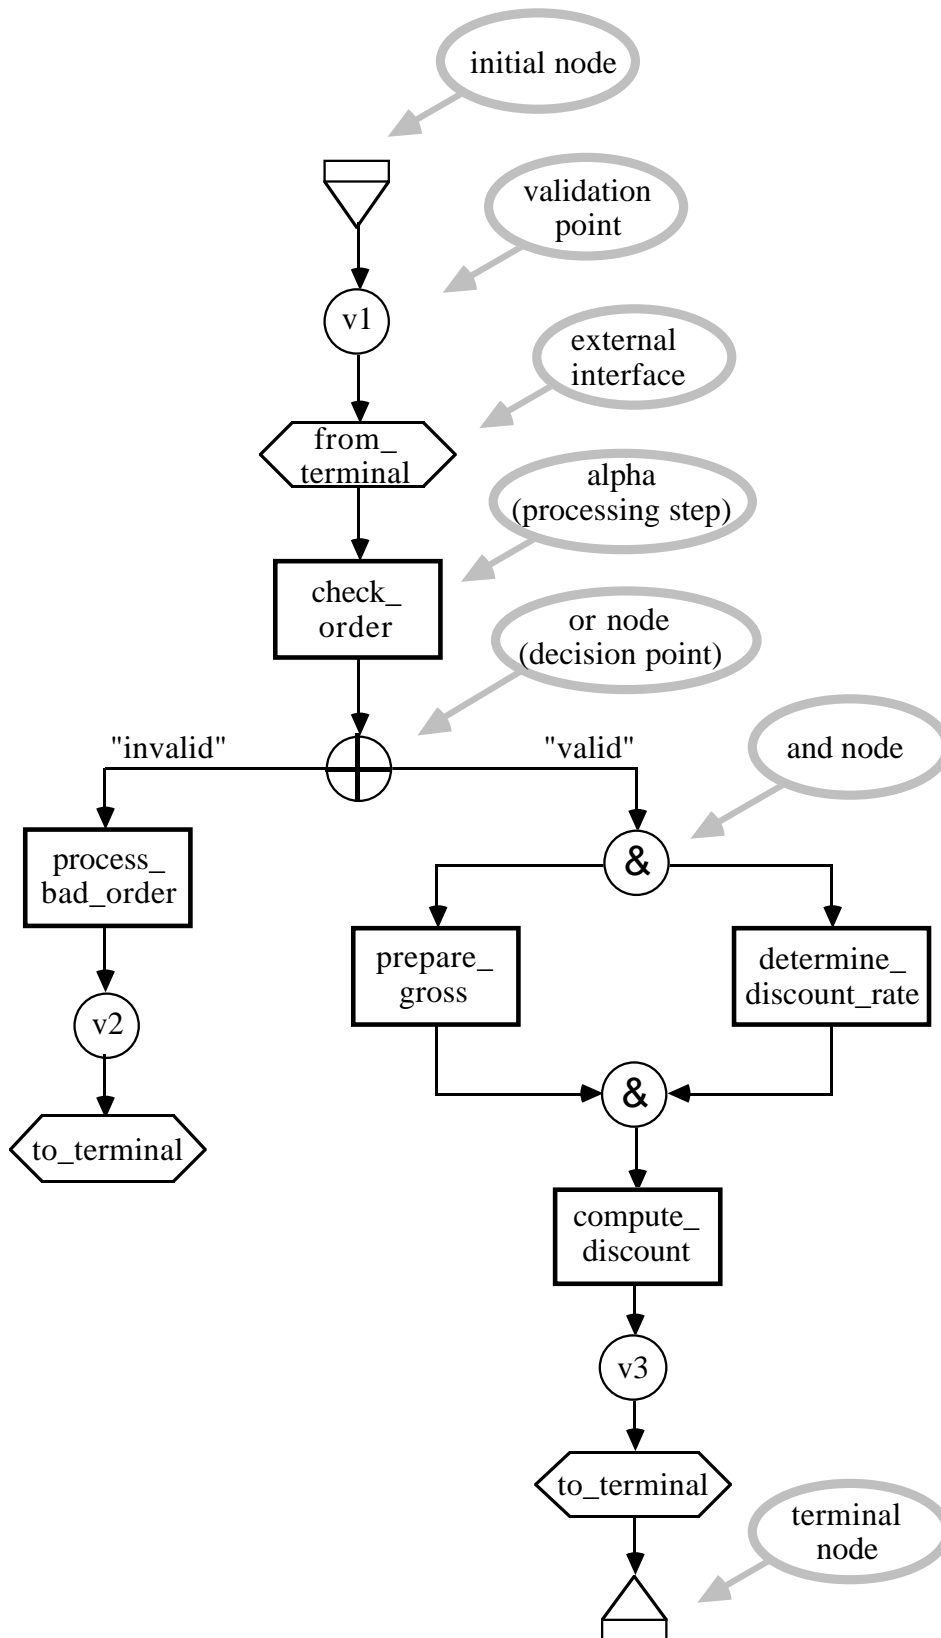 initial node
validation
point
v1
external
interface
from_
terminal
alpha
(processing step)
check_
order
or node
(decision point)
"invalid"
"valid"
and node
process_
bad_order
&
prepare_
gross
determine_
discount_rate
v2
&
to_terminal
compute_
discount
v3
to_terminal
terminal
node